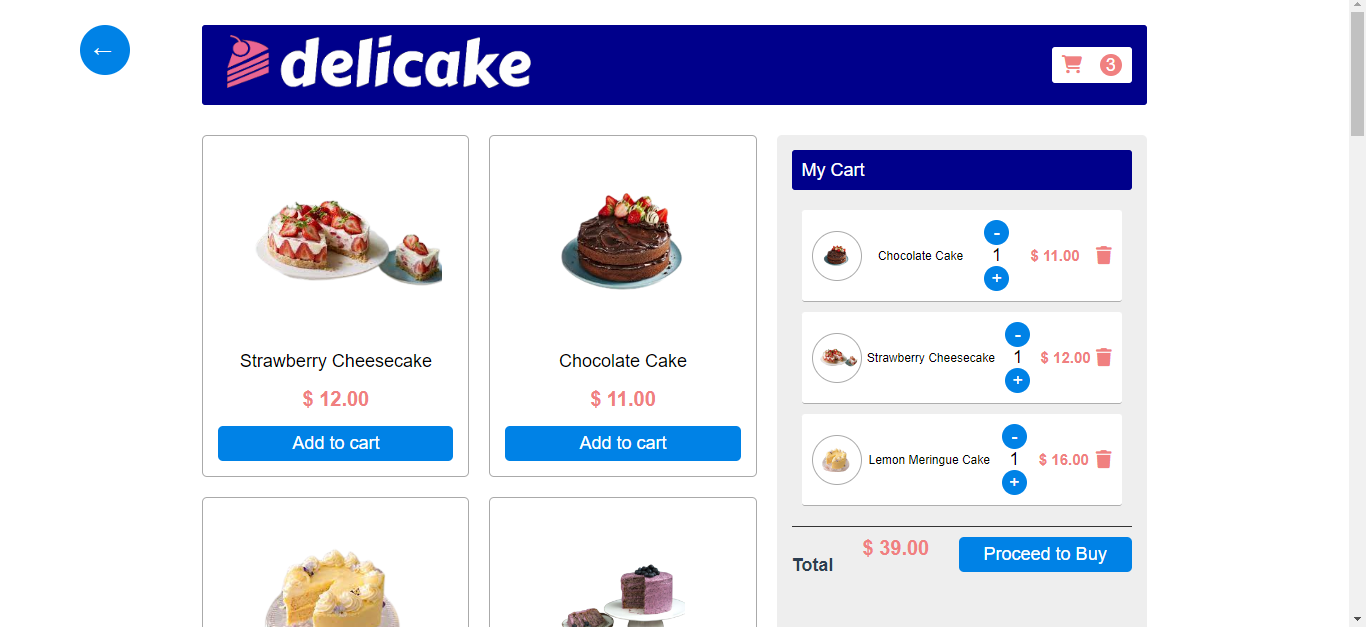 ←
delicake
3
Strawberry Cheesecake
$ 12.00
Add to cart
Chocolate Cake
$ 11.00
Add to cart
My Cart
Chocolate Cake
-
1
+
$ 11.00
Strawberry Cheesecake
-
1
+
$ 12.00
Lemon Meringue Cake
-
1
+
$ 16.00
Total
$ 39.00
Proceed to Buy